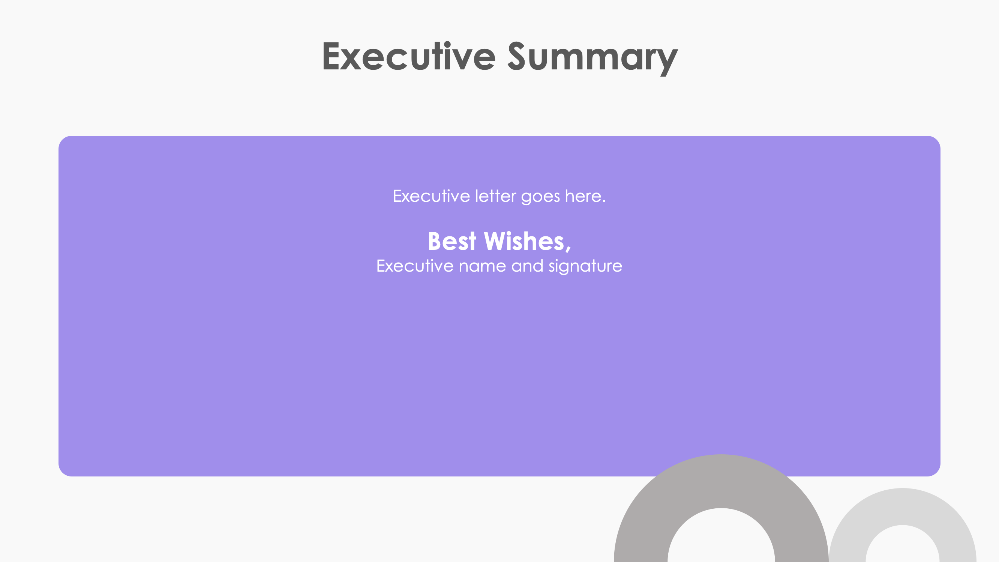 Executive Summary
Executive letter goes here.
Best Wishes,
Executive name and signature